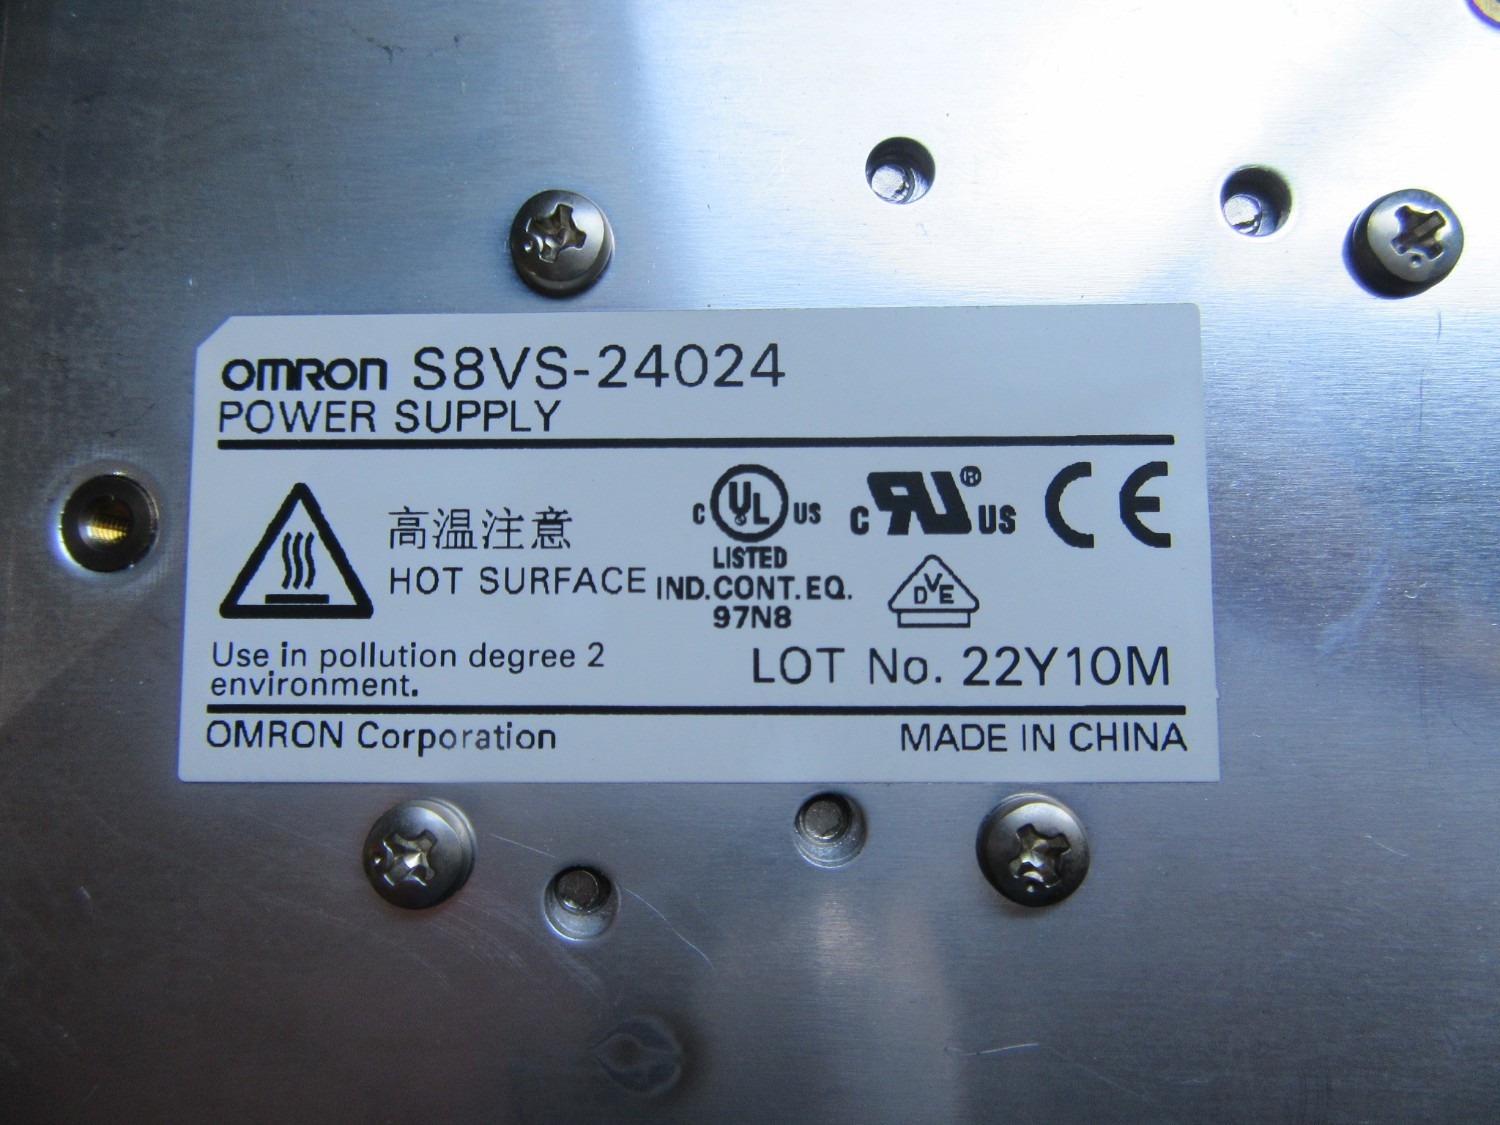 OMRON S8VS-24024
POWER SUPPLY
高温注意
HOT SURFACE
C UL US
LISTED
IND.CONT.EQ.
97N8
C RU® US
CE
DVE
Use in pollution degree 2
environment.
LOT No. 22Y10M
OMRON Corporation
MADE IN CHINA